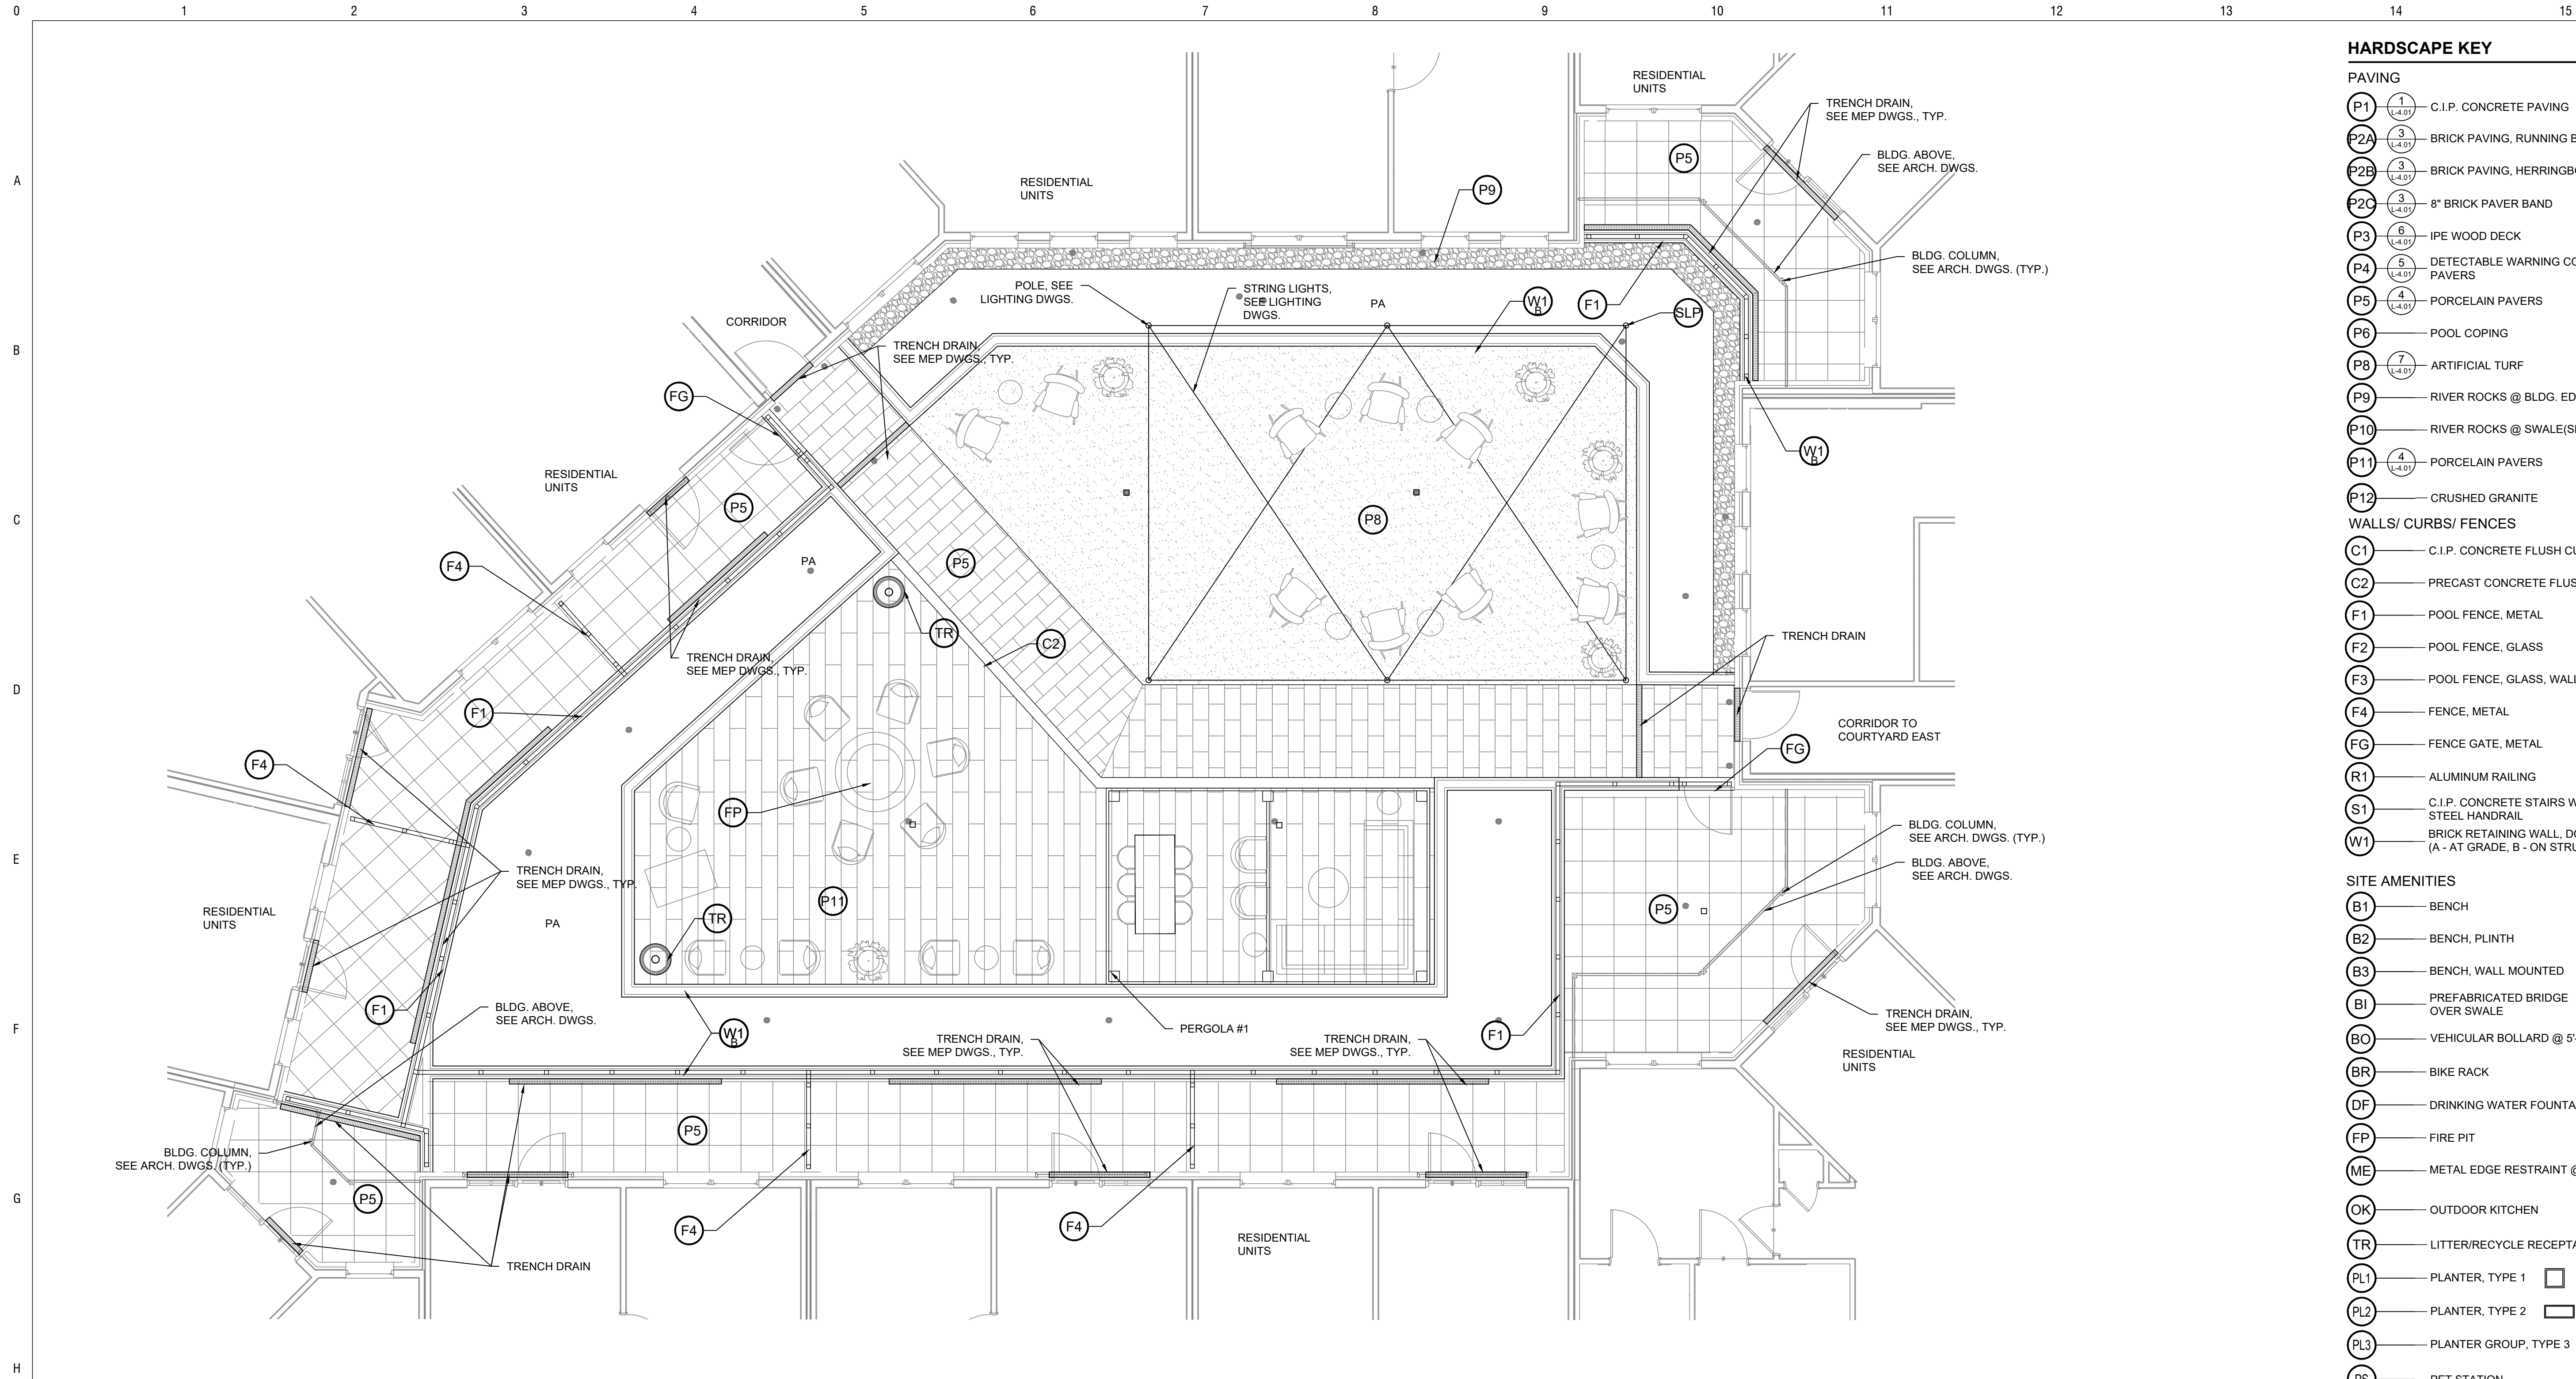 0 1 2 3 4 5 6 7 8 9 10 11 12 13 14 15
A
B
C
D
E
F
G
H
RESIDENTIAL
UNITS
TRENCH DRAIN,
SEE MEP DWGS., TYP.
P5
BLDG. ABOVE,
SEE ARCH. DWGS.
RESIDENTIAL
UNITS
P9
BLDG. COLUMN,
SEE ARCH. DWGS. (TYP.)
POLE, SEE
LIGHTING DWGS.
STRING LIGHTS,
SEE LIGHTING
DWGS.
PA
W1
B
F1
SLP
CORRIDOR
TRENCH DRAIN,
SEE MEP DWGS., TYP.
FG
W1
B
RESIDENTIAL
UNITS
P5
P8
F4
PA
P5
TR
C2
TRENCH DRAIN
TRENCH DRAIN,
SEE MEP DWGS., TYP.
F1
CORRIDOR TO
COURTYARD EAST
FG
F4
FP
BLDG. COLUMN,
SEE ARCH. DWGS. (TYP.)
BLDG. ABOVE,
SEE ARCH. DWGS.
TRENCH DRAIN,
SEE MEP DWGS., TYP.
P11
P5
RESIDENTIAL
UNITS
PA
TR
F1
BLDG. ABOVE,
SEE ARCH. DWGS.
W1
B
PERGOLA #1
F1
TRENCH DRAIN,
SEE MEP DWGS., TYP.
TRENCH DRAIN,
SEE MEP DWGS., TYP.
TRENCH DRAIN,
SEE MEP DWGS., TYP.
RESIDENTIAL
UNITS
P5
BLDG. COLUMN,
SEE ARCH. DWGS. (TYP.)
P5
F4
F4
RESIDENTIAL
UNITS
TRENCH DRAIN
HARDSCAPE KEY
PAVING
P1 1 L-4.01 C.I.P. CONCRETE PAVING
P2A 3 L-4.01 BRICK PAVING, RUNNING
P2B 3 L-4.01 BRICK PAVING,
P2C 3 L-4.01 8" BRICK PAVER BAND
P3 6 L-4.01 IPE WOOD DECK
P4 5 L-4.01 DETECTABLE WARNING
PAVERS
P5 4 L-4.01 PORCELAIN PAVERS
P6 POOL COPING
P8 7 L-4.01 ARTIFICIAL TURF
P9 RIVER ROCKS @ BLDG.
P10 RIVER ROCKS @
P11 4 L-4.01 PORCELAIN PAVERS
P12 CRUSHED GRANITE
WALLS/ CURBS/ FENCES
C1 C.I.P. CONCRETE FLUSH
C2 PRECAST CONCRETE
F1 POOL FENCE, METAL
F2 POOL FENCE, GLASS
F3 POOL FENCE, GLASS,
F4 FENCE, METAL
FG FENCE GATE, METAL
R1 ALUMINUM RAILING
S1 C.I.P. CONCRETE STAIRS
STEEL HANDRAIL
W1 BRICK RETAINING WALL,
(A - AT GRADE, B - ON
SITE AMENITIES
B1 BENCH
B2 BENCH, PLINTH
B3 BENCH, WALL MOUNTED
BI PREFABRICATED BRIDGE
OVER SWALE
BO VEHICULAR BOLLARD @
BR BIKE RACK
DF DRINKING WATER
FP FIRE PIT
ME METAL EDGE RESTRAINT
OK OUTDOOR KITCHEN
TR LITTER/RECYCLE
PL1 PLANTER, TYPE 1
PL2 PLANTER, TYPE 2
PL3 PLANTER GROUP, TYPE 3